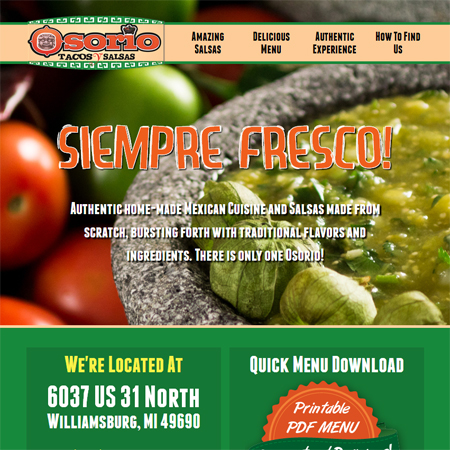 Osorio
TACOS Y SALSAS
Amazing
Salsas
Delicious
Menu
Authentic
Experience
How To Find
Us
SIEMPRE FRESCO!
Authentic home-made Mexican Cuisine and Salsas made from
scratch, bursting forth with traditional flavors and
ingredients. There is only one Osorio!
We're Located At
6037 US 31 North
Williamsburg, MI 49690
Quick Menu Download
Printable
PDF MENU